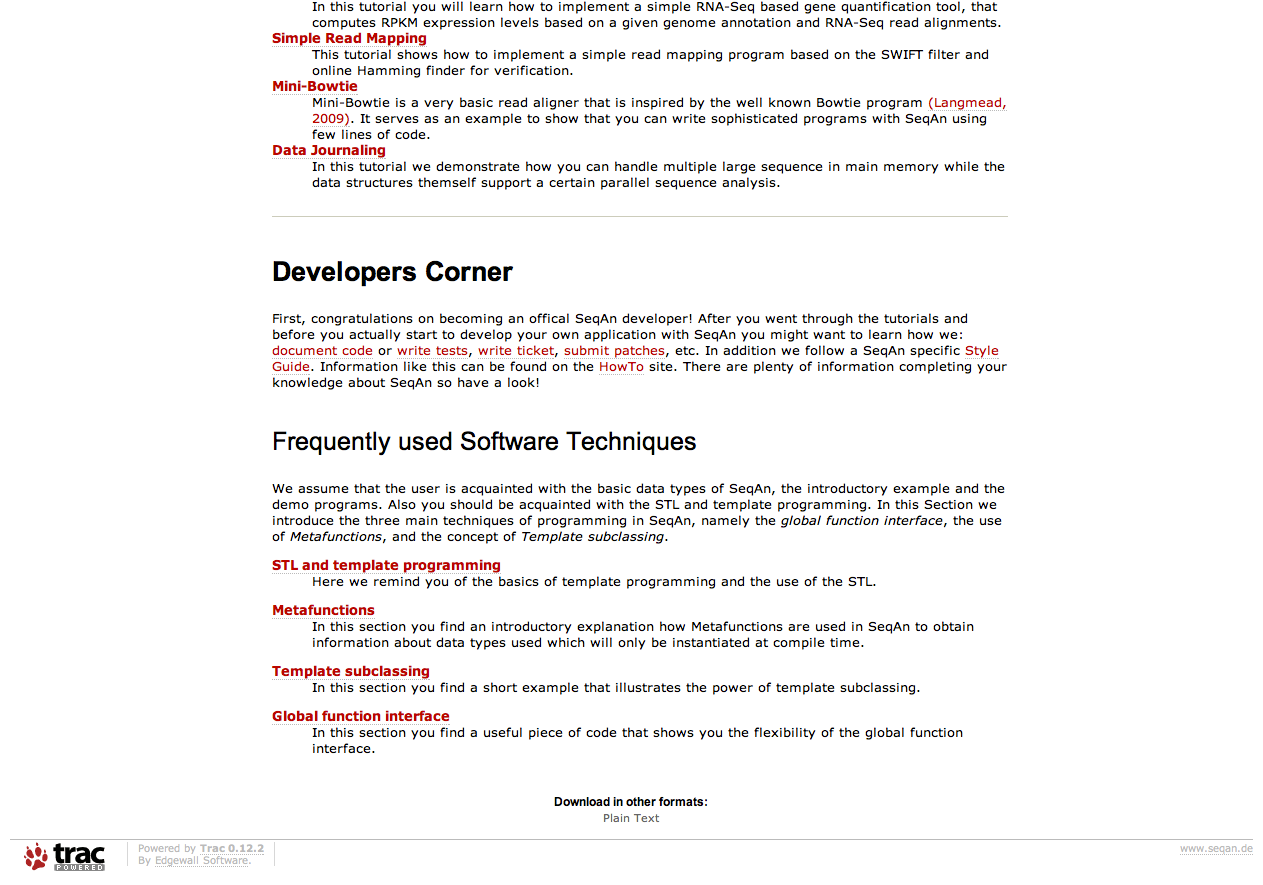 In this tutorial you will learn how to implement a simple RNA-Seq based gene quantification tool, that
computes RPKM expression levels based on a given genome annotation and RNA-Seq read alignments.
Simple Read Mapping
This tutorial shows how to implement a simple read mapping program based on the SWIFT filter and
online Hamming finder for verification.
Mini-Bowtie
Mini-Bowtie is a very basic read aligner that is inspired by the well known Bowtie program (Langmead,
2009). It serves as an example to show that you can write sophisticated programs with SeqAn using
few lines of code.
Data Journaling
In this tutorial we demonstrate how you can handle multiple large sequence in main memory while the
data structures themself support a certain parallel sequence analysis.
Developers Corner
First, congratulations on becoming an offical SeqAn developer! After you went through the tutorials and
before you actually start to develop your own application with SeqAn you might want to learn how we:
document code or write tests, write ticket, submit patches, etc. In addition we follow a SeqAn specific Style
Guide. Information like this can be found on the HowTo site. There are plenty of information completing your
knowledge about SeqAn so have a look!
Frequently used Software Techniques
We assume that the user is acquainted with the basic data types of SeqAn, the introductory example and the
demo programs. Also you should be acquainted with the STL and template programming. In this Section we
introduce the three main techniques of programming in SeqAn, namely the global function interface, the use
of Metafunctions, and the concept of Template subclassing.
STL and template programming
Here we remind you of the basics of template programming and the use of the STL.
Metafunctions
In this section you find an introductory explanation how Metafunctions are used in SeqAn to obtain
information about data types used which will only be instantiated at compile time.
Template subclassing
In this section you find a short example that illustrates the power of template subclassing.
Global function interface
In this section you find a useful piece of code that shows you the flexibility of the global function
interface.
Download in other formats:
Plain Text
trac
POWERED
Powered by Trac 0.12.2
By Edgewall Software.
www.seqan.de